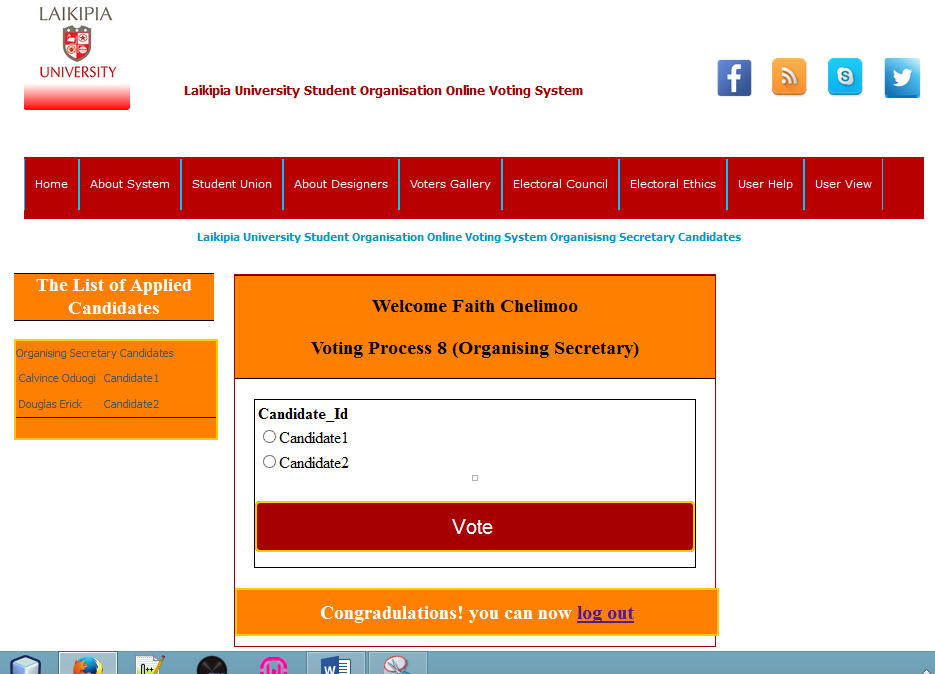 LAIKIPIA
UNIVERSITY
Laikipia University Student Organisation Online Voting System
Home About System Student Union About Designers Voters Gallery Electoral Council Electoral Ethics User Help User View
Laikipia University Student Organisation Online Voting System Organisisng Secretary Candidates
The List of Applied
Candidates
Organising Secretary Candidates
Calvince Oduogi Candidate1
Douglas Erick Candidate2
Welcome Faith Chelimoo
Voting Process 8 (Organising Secretary)
Candidate_Id
Candidate1
Candidate2
Vote
Congradulations! you can now log out